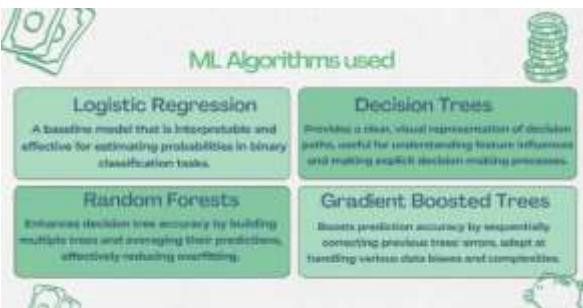 ML Algorithms used
Logistic Regression
A baseline model that is interpretable and
effective for estimating probabilities in binary
classification tasks.
Decision Trees
Provides a clear, visual representation of decision
paths, useful for understanding feature influences
and making explicit decision-making processes.
Random Forests
Enhances decision tree accuracy by building
multiple trees and averaging their predictions,
effectively reducing overfitting.
Gradient Boosted Trees
Boosts prediction accuracy by sequentially
correcting previous trees' errors, adept at
handling various data biases and complexities.